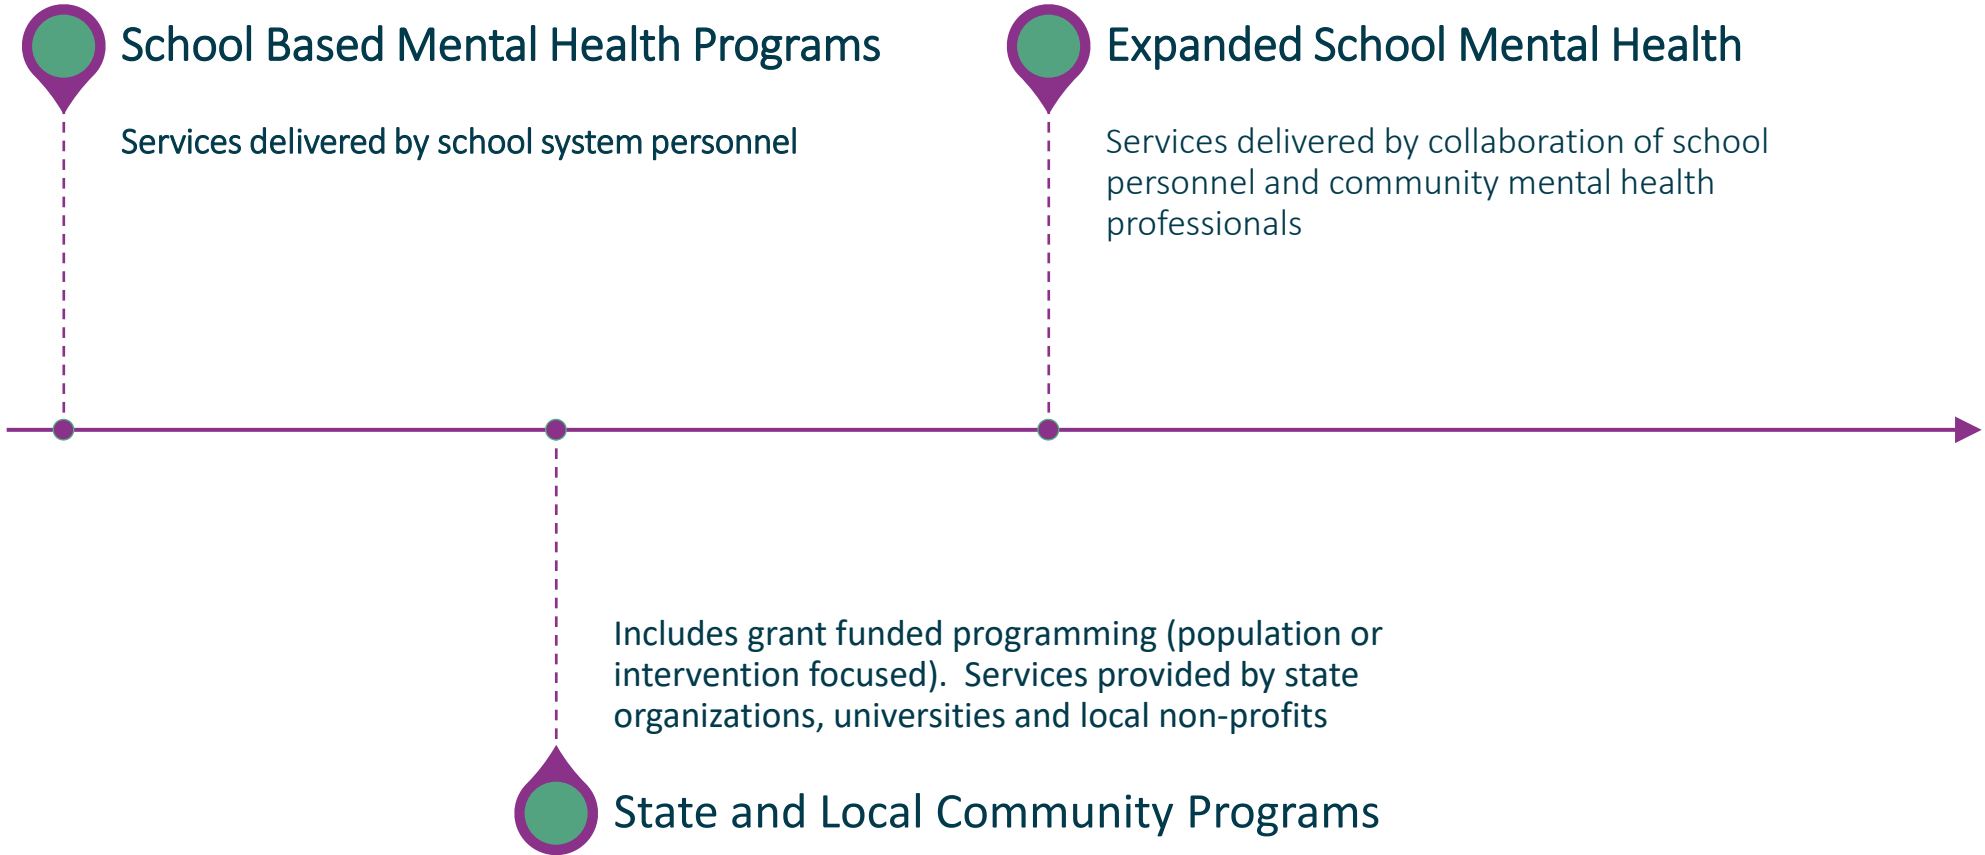 School Based Mental Health Programs
Services delivered by school system personnel
Expanded School Mental Health
Services delivered by collaboration of school
personnel and community mental health
professionals
Includes grant funded programming (population or
intervention focused).  Services provided by state
organizations, universities and local non-profits
State and Local Community Programs